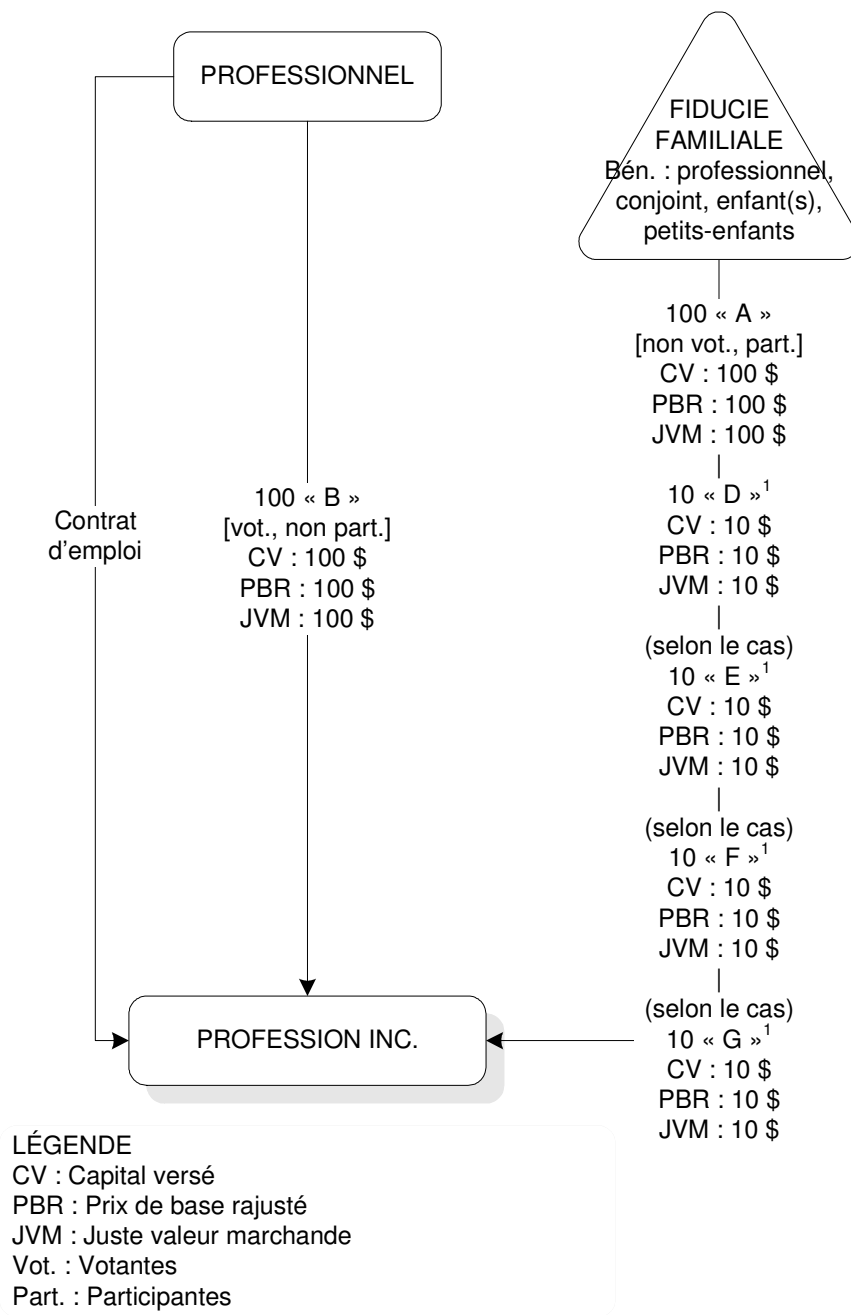 PROFESSIONNEL
FIDUCIE
FAMILIALE
Bén. : professionnel,
conjoint, enfant(s),
petits-enfants
Contrat
d'emploi
100 « B »
[vot., non part.]
CV : 100 $
PBR : 100 $
JVM : 100 $
100 « A »
[non vot., part.]
CV : 100 $
PBR : 100 $
JVM : 100 $
|
10 « D »¹
CV : 10 $
PBR : 10 $
JVM : 10 $
|
(selon le cas)
10 « E »¹
CV : 10 $
PBR : 10 $
JVM : 10 $
|
(selon le cas)
10 « F »¹
CV : 10 $
PBR : 10 $
JVM : 10 $
|
(selon le cas)
10 « G »¹
CV : 10 $
PBR : 10 $
JVM : 10 $
PROFESSION INC.
LÉGENDE
CV : Capital versé
PBR : Prix de base rajusté
JVM : Juste valeur marchande
Vot. : Votantes
Part. : Participantes